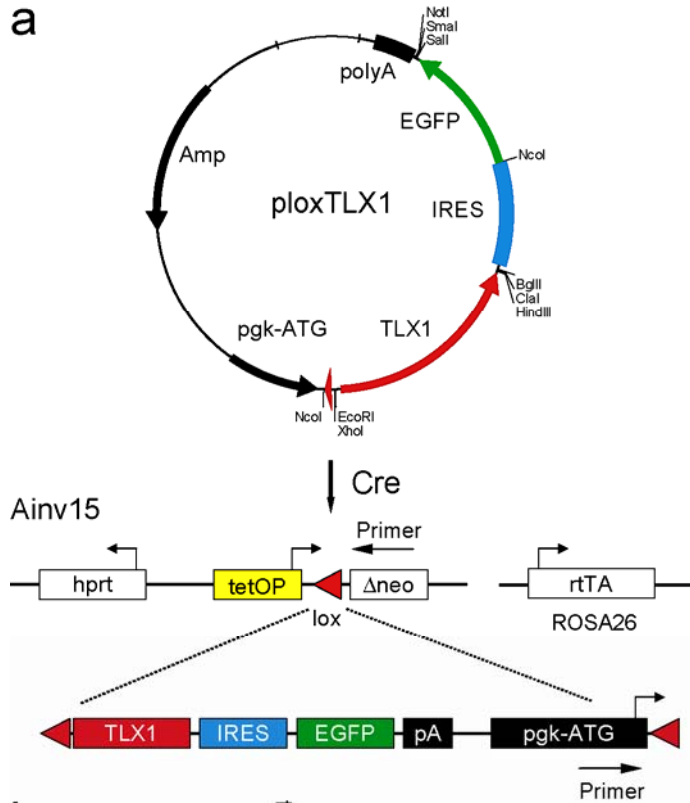 a
NotI
SmaI
SalI
polyA
EGFP
NcoI
Amp
ploxTLX1
IRES
BglII
ClaI
HindIII
pgk-ATG
TLX1
NcoI
EcoRI
XhoI
Cre
Ainv15
Primer
hprt
tetOP
Δneo
rtTA
lox
ROSA26
TLX1
IRES
EGFP
pA
pgk-ATG
Primer